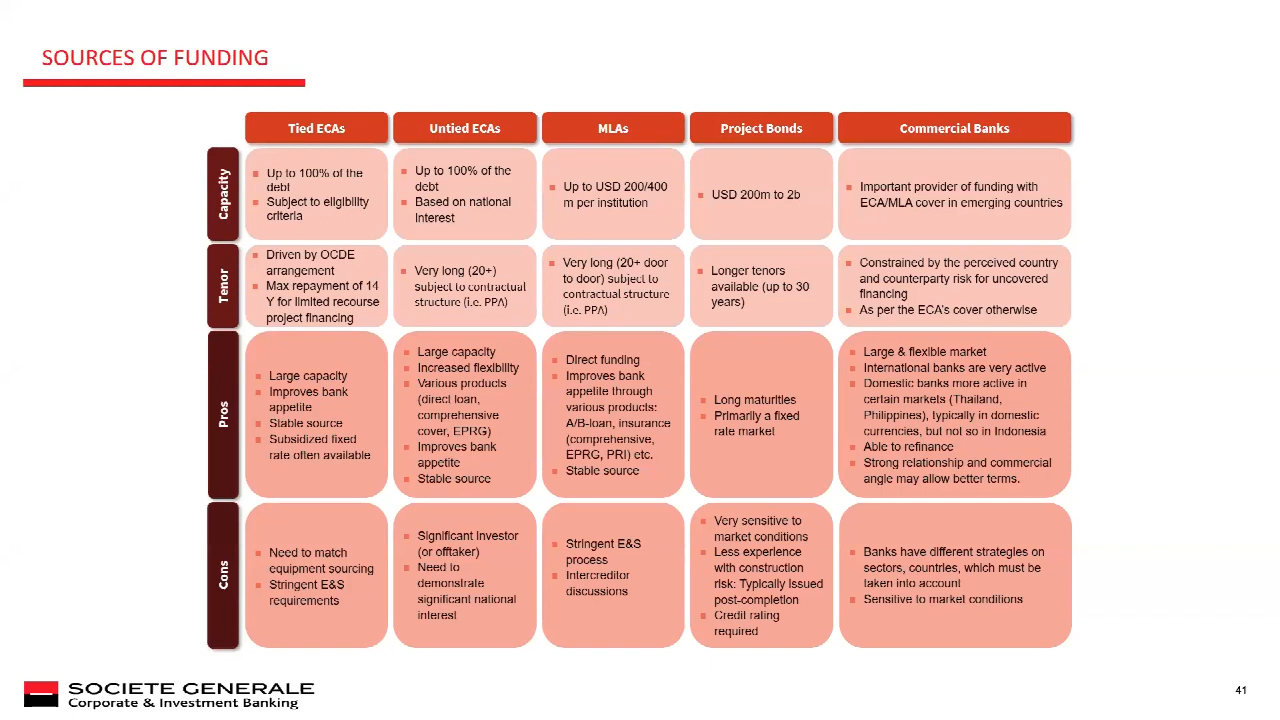 SOURCES OF FUNDING
Tied ECAs
Untied ECAs
MLAs
Project Bonds
Commercial Banks
Capacity
Up to 100% of the
debt
Subject to eligibility
criteria
Up to 100% of the
debt
Based on national
interest
Up to USD 200/400
m per institution
USD 200m to 2b
Important provider of funding with
ECA/MLA cover in emerging countries
Tenor
Driven by OCDE
arrangement
Max repayment of 14
Y for limited recourse
project financing
Very long (20+)
subject to contractual
structure (i.e. PPA)
Very long (20+ door
to door) subject to
contractual structure
(i.e. PPA)
Longer tenors
available (up to 30
years)
Constrained by the perceived country
and counterparty risk for uncovered
financing
As per the ECA's cover otherwise
Pros
Large capacity
Improves bank
appetite
Stable source
Subsidized fixed
rate often available
Large capacity
Increased flexibility
Various products
(direct loan,
comprehensive
cover, EPRG)
Improves bank
appetite
Stable source
Direct funding
Improves bank
appetite through
various products:
A/B-loan, insurance
(comprehensive,
EPRG, PRI) etc.
Stable source
Long maturities
Primarily a fixed
rate market
Large & flexible market
International banks are very active
Domestic banks more active in
certain markets (Thailand,
Philippines), typically in domestic
currencies, but not so in Indonesia
Able to refinance
Strong relationship and commercial
angle may allow better terms.
Cons
Need to match
equipment sourcing
Stringent E&S
requirements
Significant investor
(or offtaker)
Need to
demonstrate
significant national
interest
Stringent E&S
process
Intercreditor
discussions
Very sensitive to
market conditions
Less experience
with construction
risk: Typically issued
post-completion
Credit rating
required
Banks have different strategies on
sectors, countries, which must be
taken into account
Sensitive to market conditions
SOCIETE GENERALE
Corporate & Investment Banking
41